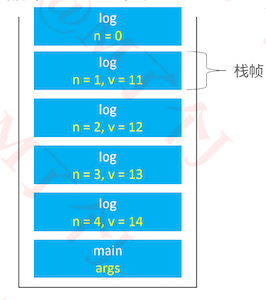 log
n = 0
log
n = 1, v = 11
栈帧
log
n = 2, v = 12
log
n = 3, v = 13
log
n = 4, v = 14
main
args